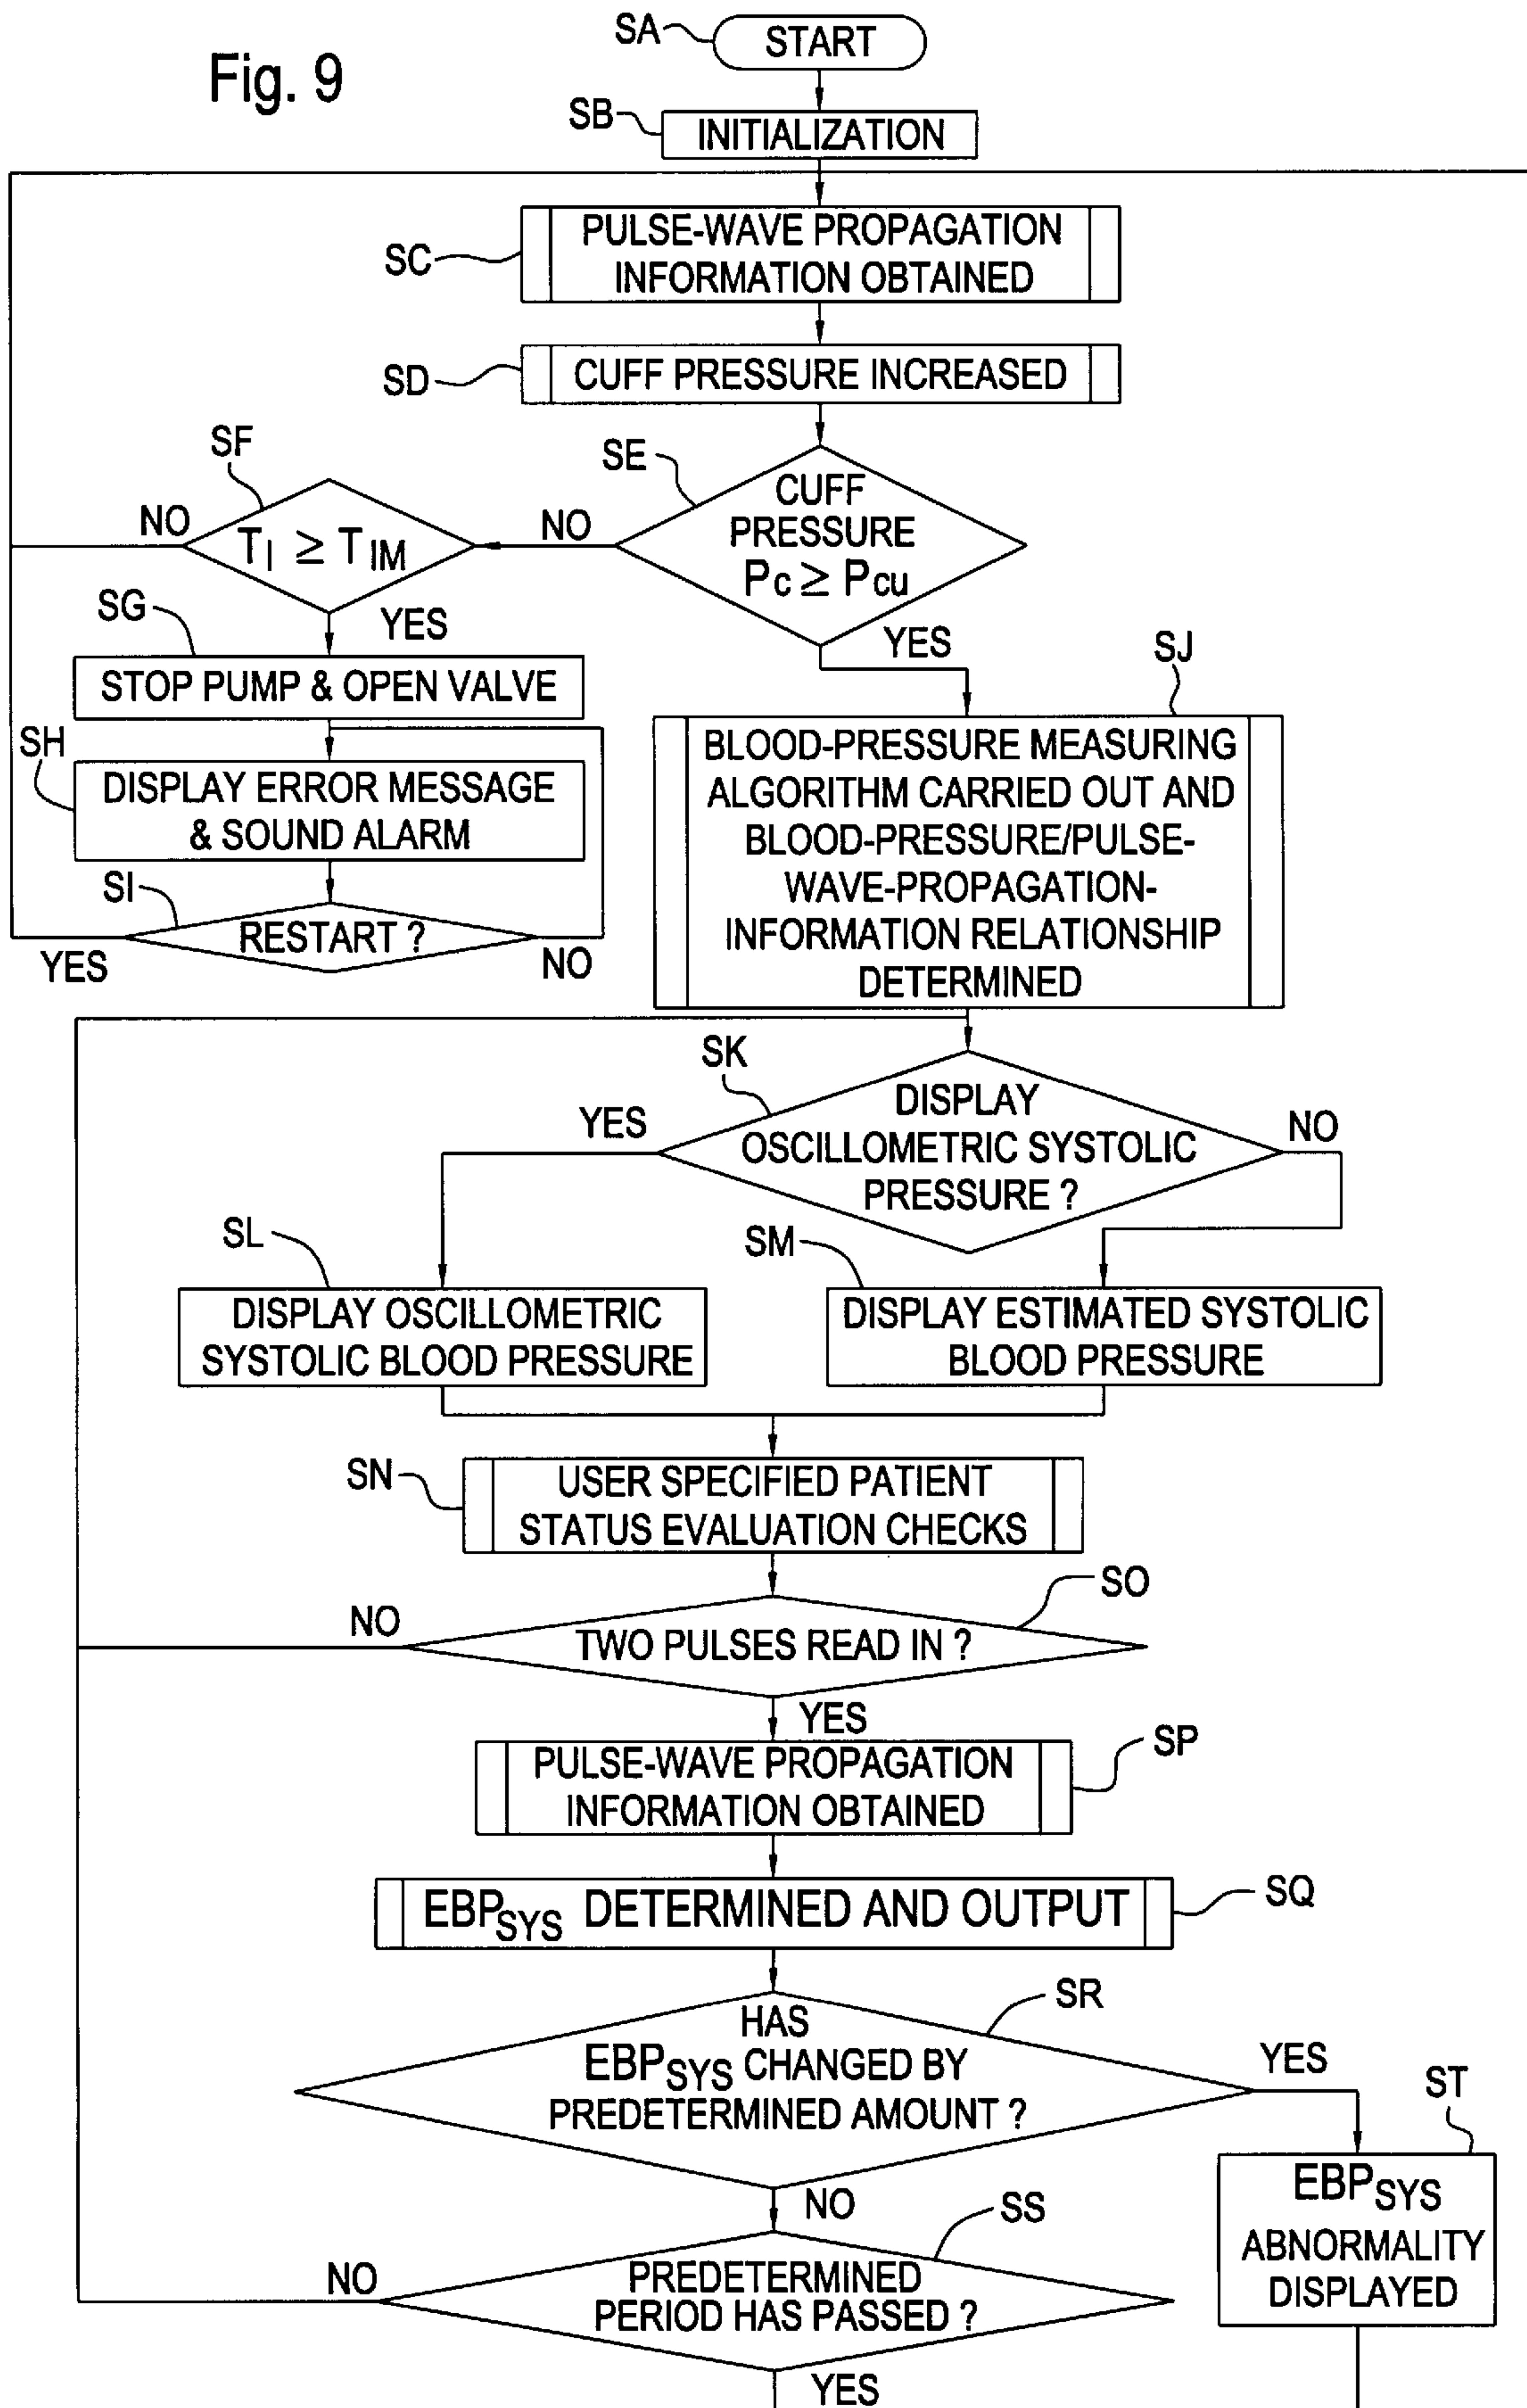 Fig. 9
SA
START
SB
INITIALIZATION
SC
PULSE-WAVE PROPAGATION
INFORMATION OBTAINED
SD
CUFF PRESSURE INCREASED
SE
CUFF
PRESSURE
Pc ≥ Pcu
NO
YES
SF
TI ≥ TIM
NO
YES
SG
STOP PUMP & OPEN VALVE
SH
DISPLAY ERROR MESSAGE
& SOUND ALARM
SI
RESTART ?
YES
NO
SJ
BLOOD-PRESSURE MEASURING
ALGORITHM CARRIED OUT AND
BLOOD-PRESSURE/PULSE-
WAVE-PROPAGATION-
INFORMATION RELATIONSHIP
DETERMINED
SK
DISPLAY
OSCILLOMETRIC SYSTOLIC
PRESSURE ?
YES
NO
SL
DISPLAY OSCILLOMETRIC
SYSTOLIC BLOOD PRESSURE
SM
DISPLAY ESTIMATED SYSTOLIC
BLOOD PRESSURE
SN
USER SPECIFIED PATIENT
STATUS EVALUATION CHECKS
SO
TWO PULSES READ IN ?
NO
YES
SP
PULSE-WAVE PROPAGATION
INFORMATION OBTAINED
SQ
EBPSYS DETERMINED AND OUTPUT
SR
HAS
EBPSYS CHANGED BY
PREDETERMINED AMOUNT ?
YES
NO
ST
EBPSYS
ABNORMALITY
DISPLAYED
SS
PREDETERMINED
PERIOD HAS PASSED ?
NO
YES